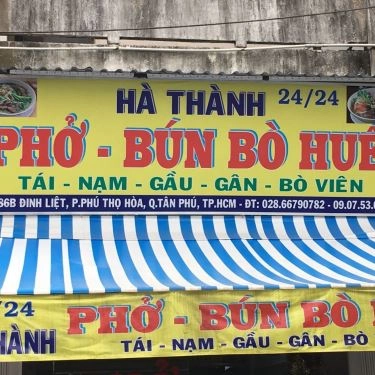 HÀ THÀNH 24/24
PHỞ - BÚN BÒ HUẾ
TÁI - NẠM - GẦU - GÂN - BÒ VIÊN
86B ĐINH LIỆT, P.PHÚ THỌ HÒA, Q.TÂN PHÚ, TP.HCM - ĐT: 028.66790782 - 09.07.53.0
/24 PHỞ - BÚN BÒ
THÀNH TÁI - NẠM - GẦU - GÂN - BÒ